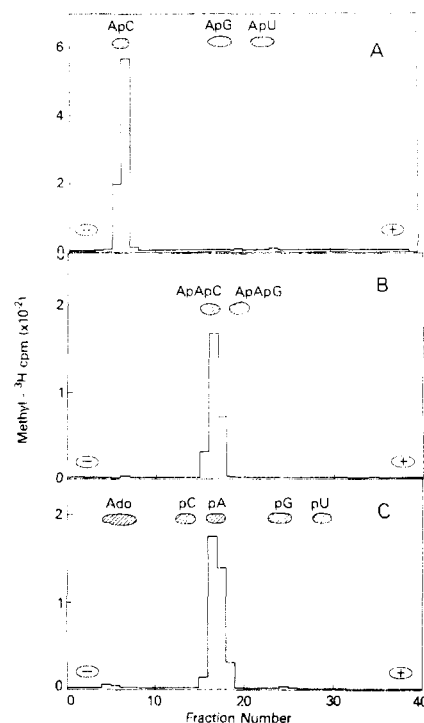 ApC ApG ApU
A
6
4
2
0
+
ApApC ApApG
B
2
1
0
− +
Ado pC pA pG pU
C
2
1
0
− +
0 10 20 30 40
Fraction Number
Methyl - ³H cpm (x10⁻²)